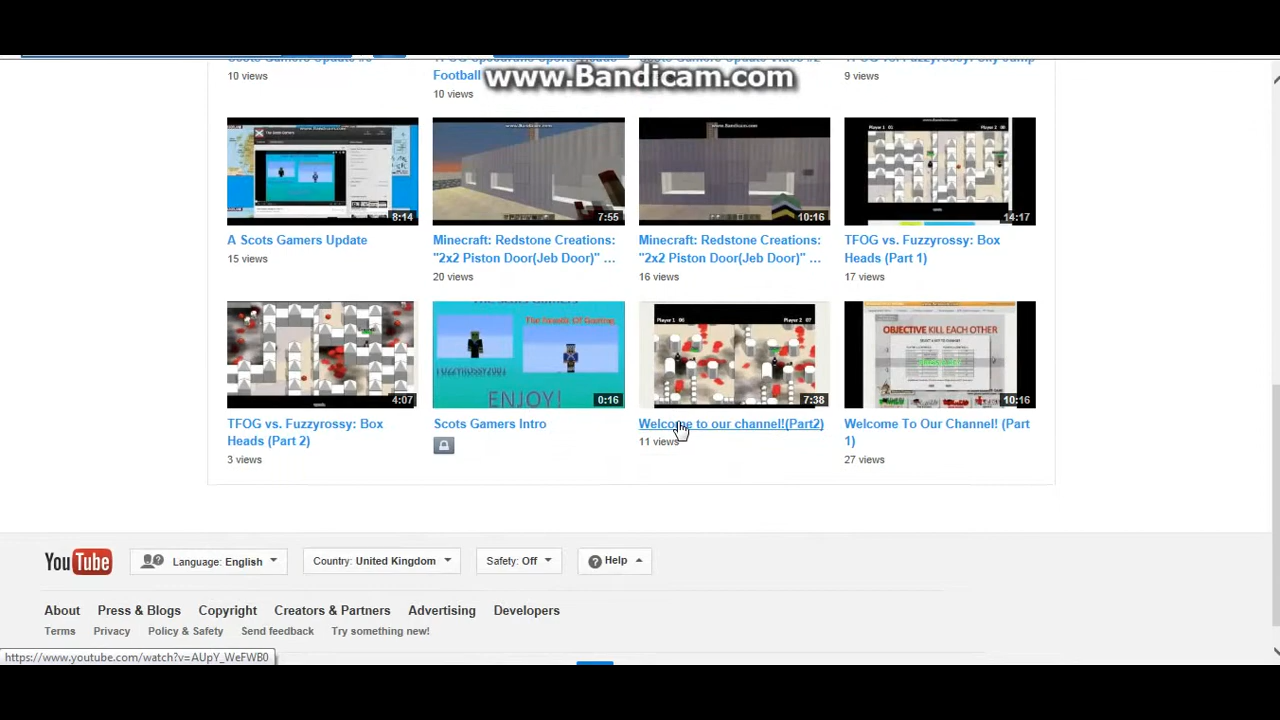 www.Bandicam.com
Football
10 views
10 views
9 views
8:14
7:55
10:16
14:17
A Scots Gamers Update
15 views
Minecraft: Redstone Creations:
"2x2 Piston Door(Jeb Door)" ...
20 views
Minecraft: Redstone Creations:
"2x2 Piston Door(Jeb Door)" ...
16 views
TFOG vs. Fuzzyrossy: Box
Heads (Part 1)
17 views
4:07
ENJOY!
0:16
7:38
OBJECTIVE KILL EACH OTHER
10:16
TFOG vs. Fuzzyrossy: Box
Heads (Part 2)
3 views
Scots Gamers Intro
Welcome to our channel!(Part2)
11 views
Welcome To Our Channel! (Part
1)
27 views
YouTube
Language: English
Country: United Kingdom
Safety: Off
Help
About Press & Blogs Copyright Creators & Partners Advertising Developers
Terms Privacy Policy & Safety Send feedback Try something new!
https://www.youtube.com/watch?v=AUpY_WeFWB0